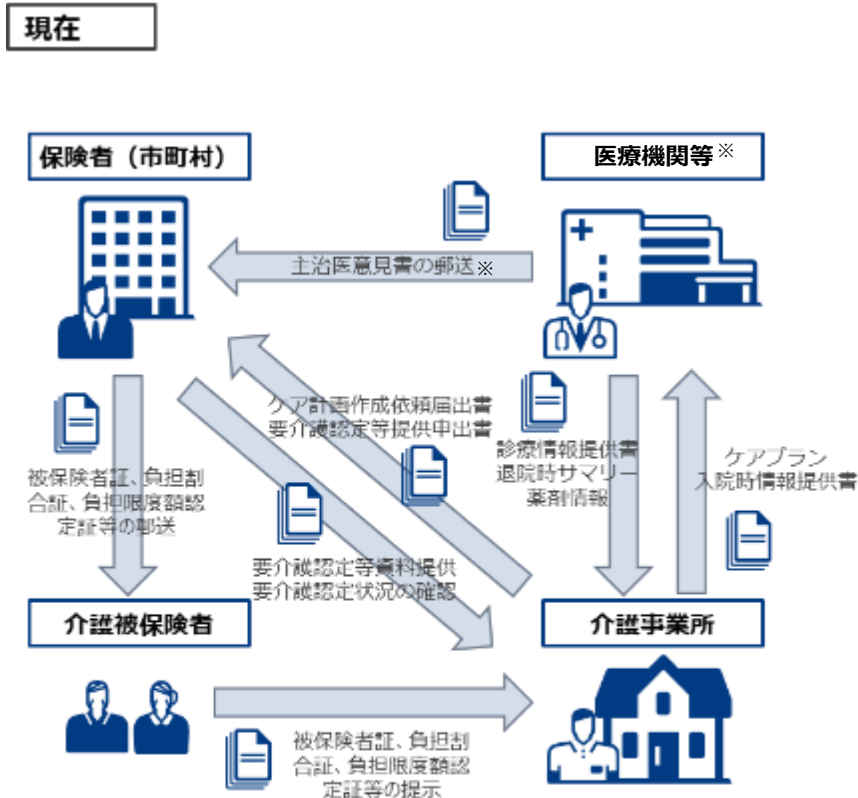 現在
保険者（市町村）
医療機関等※
主治医意見書の郵送※
ケア計画作成依頼届出書
要介護認定等提供申出書
診療情報提供書
退院時サマリー
薬剤情報
ケアプラン
入院時情報提供書
被保険者証、負担割
合証、負担限度額認
定証等の郵送
要介護認定等資料提供
要介護認定状況の確認
介護被保険者
介護事業所
被保険者証、負担割
合証、負担限度額認
定証等の提示